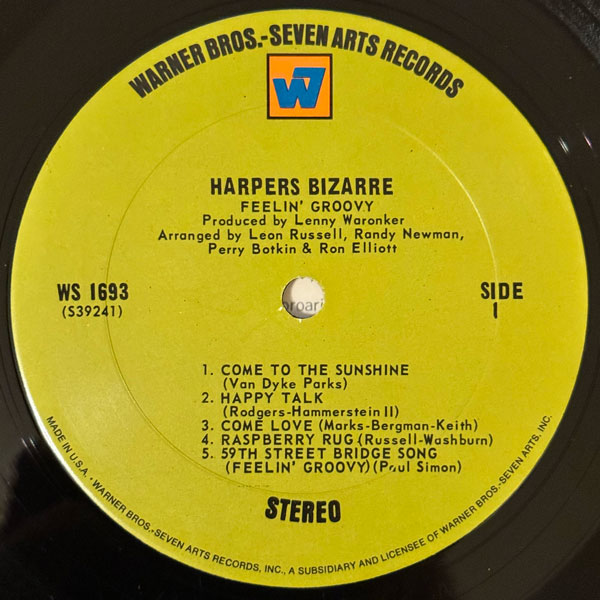 WARNER BROS.-SEVEN ARTS RECORDS
W7
HARPERS BIZARRE
FEELIN' GROOVY
Produced by Lenny Waronker
Arranged by Leon Russell, Randy Newman,
Perry Botkin & Ron Elliott
WS 1693
(S39241)
SIDE
1
1. COME TO THE SUNSHINE
(Van Dyke Parks)
2. HAPPY TALK
(Rodgers-Hammerstein II)
3. COME LOVE (Marks-Bergman-Keith)
4. RASPBERRY RUG (Russell-Washburn)
5. 59TH STREET BRIDGE SONG
(FEELIN' GROOVY) (Paul Simon)
STEREO
MADE IN U.S.A. - WARNER BROS.-SEVEN ARTS RECORDS, INC., A SUBSIDIARY AND LICENSEE OF WARNER BROS.-SEVEN ARTS, INC.